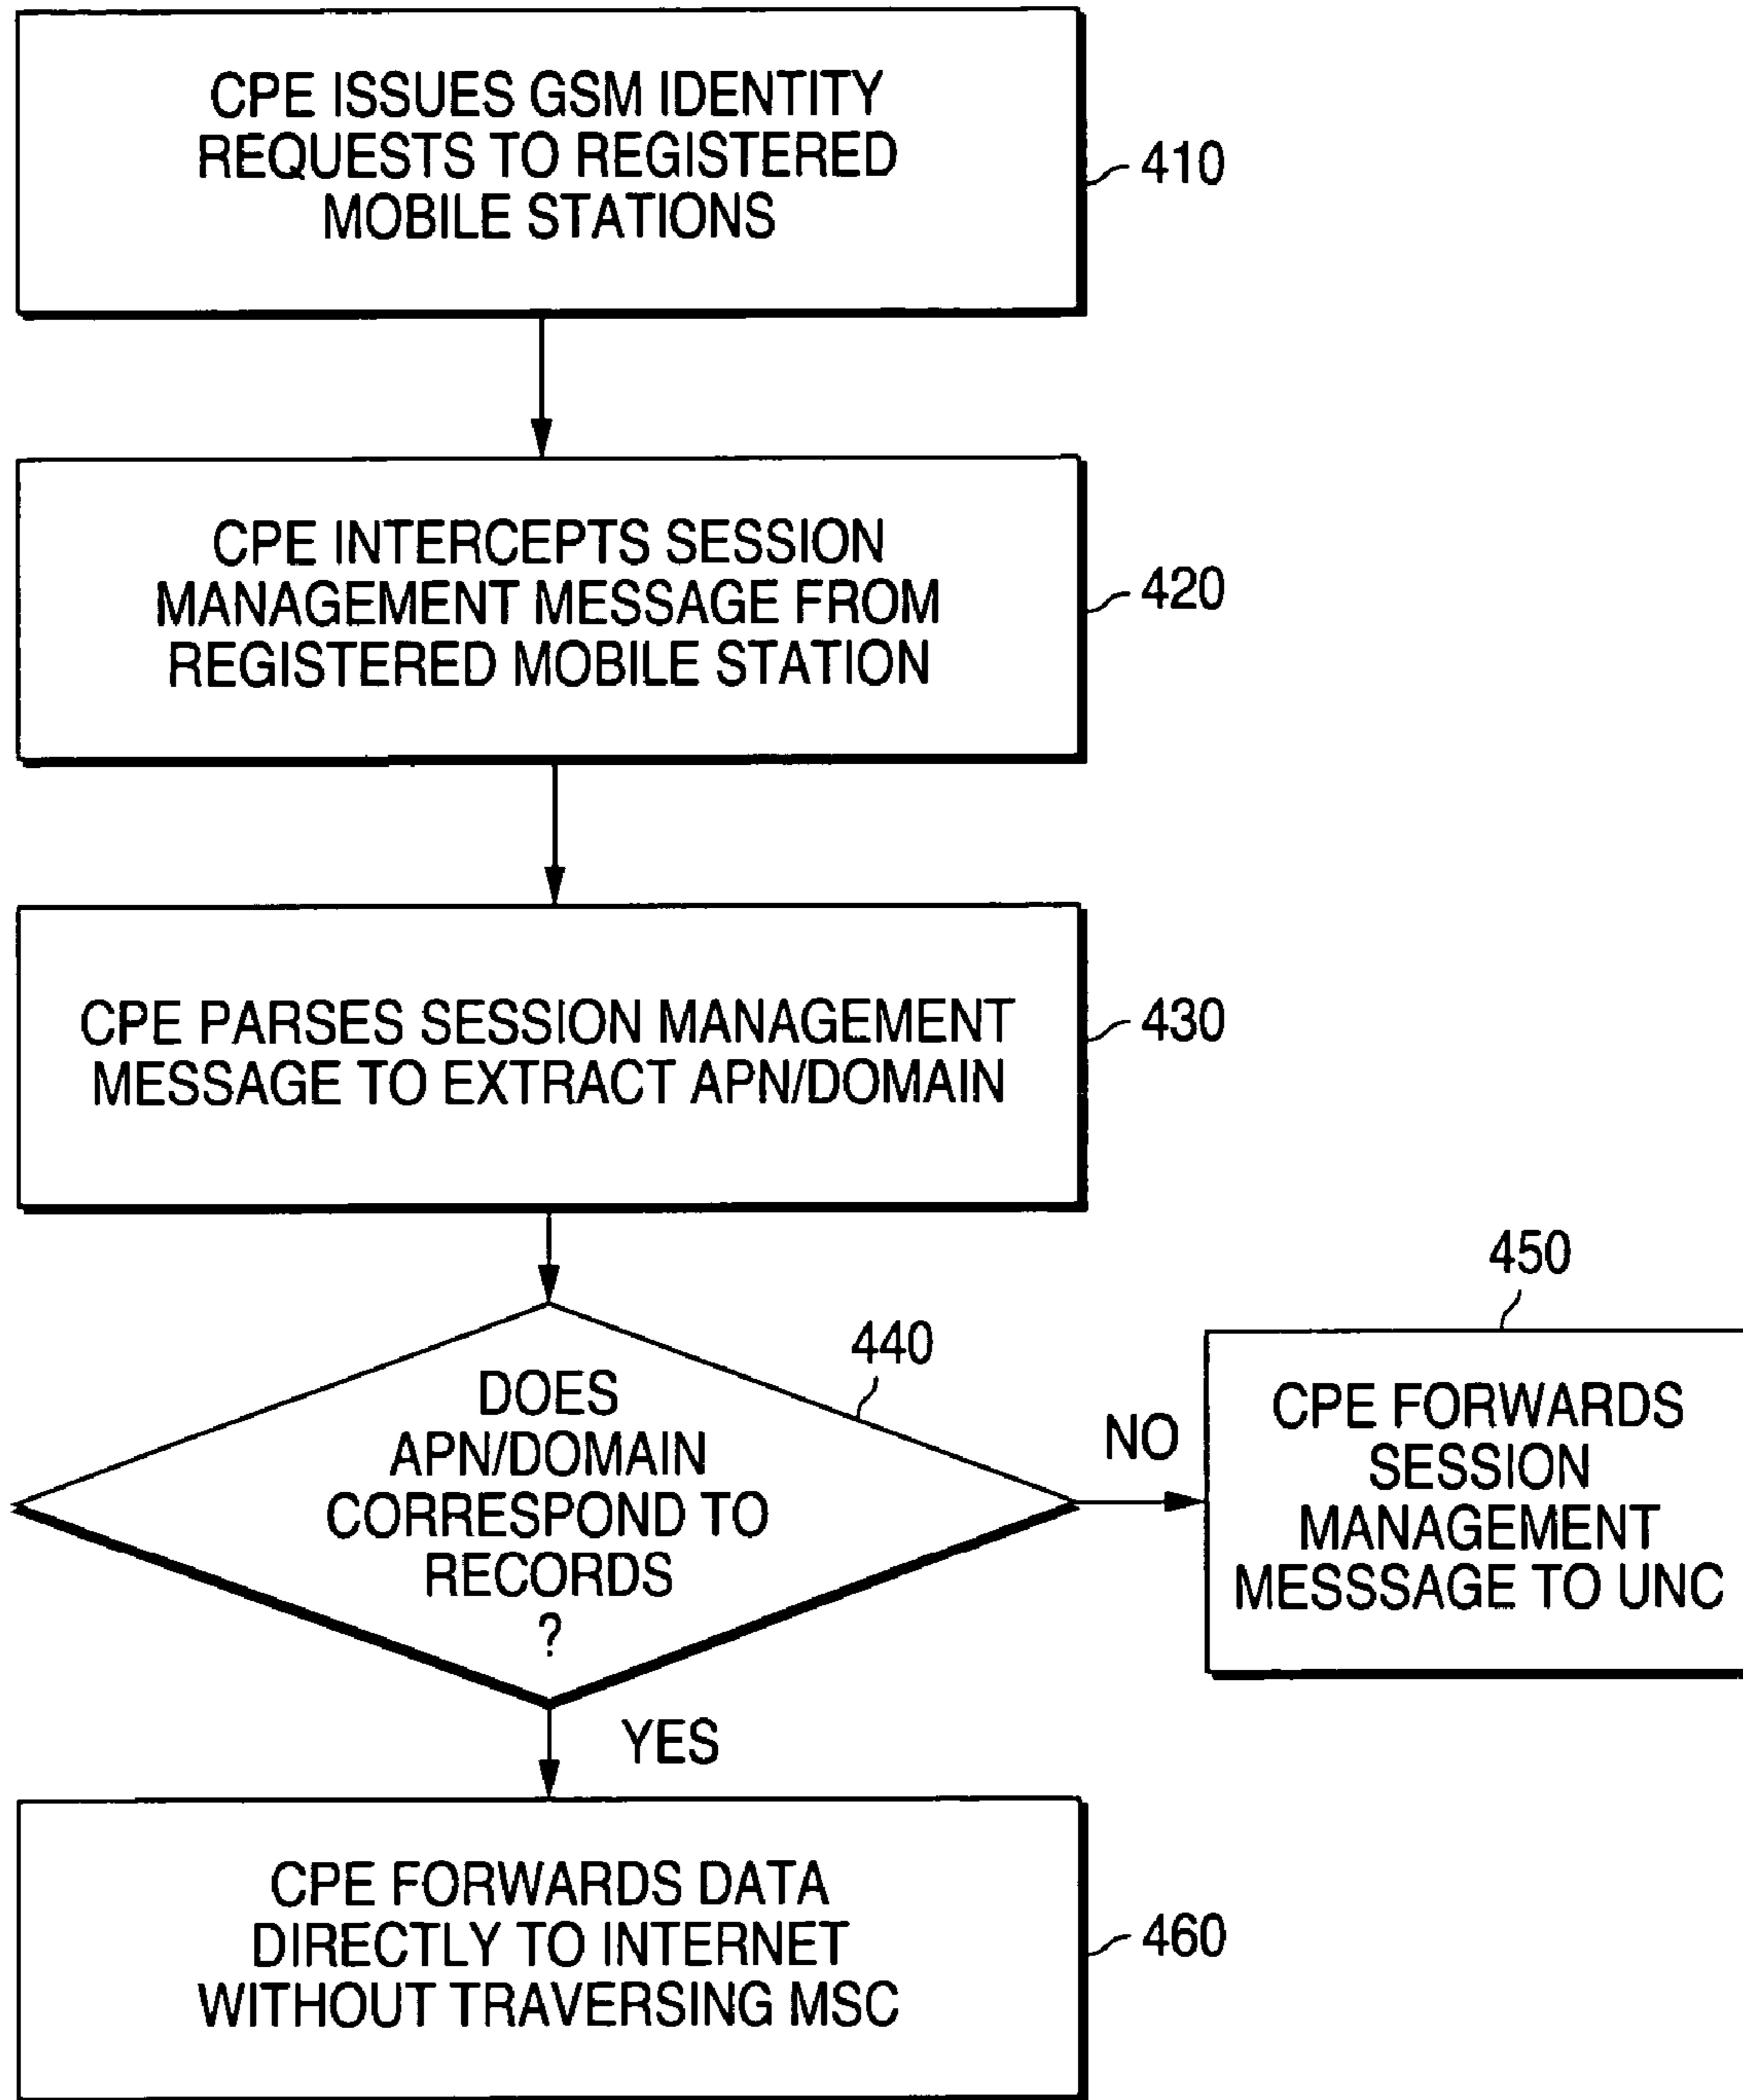 CPE ISSUES GSM IDENTITY
REQUESTS TO REGISTERED
MOBILE STATIONS
410
CPE INTERCEPTS SESSION
MANAGEMENT MESSAGE FROM
REGISTERED MOBILE STATION
420
CPE PARSES SESSION MANAGEMENT
MESSAGE TO EXTRACT APN/DOMAIN
430
DOES
APN/DOMAIN
CORRESPOND TO
RECORDS
?
440
NO
450
CPE FORWARDS
SESSION
MANAGEMENT
MESSSAGE TO UNC
YES
CPE FORWARDS DATA
DIRECTLY TO INTERNET
WITHOUT TRAVERSING MSC
460